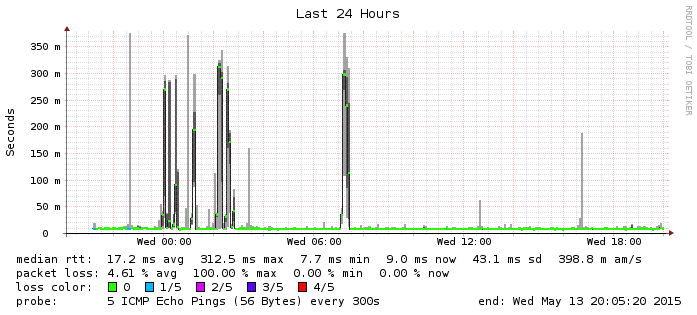 Last 24 Hours
RRDTOOL / TOBI OETIKER
Seconds
350 m
300 m
250 m
200 m
150 m
100 m
50 m
0
Wed 00:00 Wed 06:00 Wed 12:00 Wed 18:00
median rtt: 17.2 ms avg 312.5 ms max 7.7 ms min 9.0 ms now 43.1 ms sd 398.8 m am/s
packet loss: 4.61 % avg 100.00 % max 0.00 % min 0.00 % now
loss color: 0 1/5 2/5 3/5 4/5
probe: 5 ICMP Echo Pings (56 Bytes) every 300s end: Wed May 13 20:05:20 2015